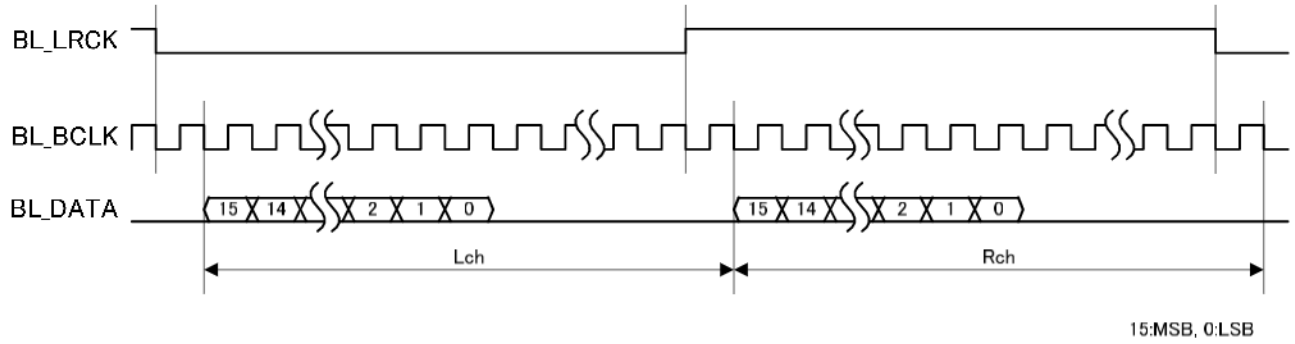 BL_LRCK
BL_BCLK
BL_DATA 15 14 2 1 0 15 14 2 1 0
Lch Rch
15:MSB, 0:LSB